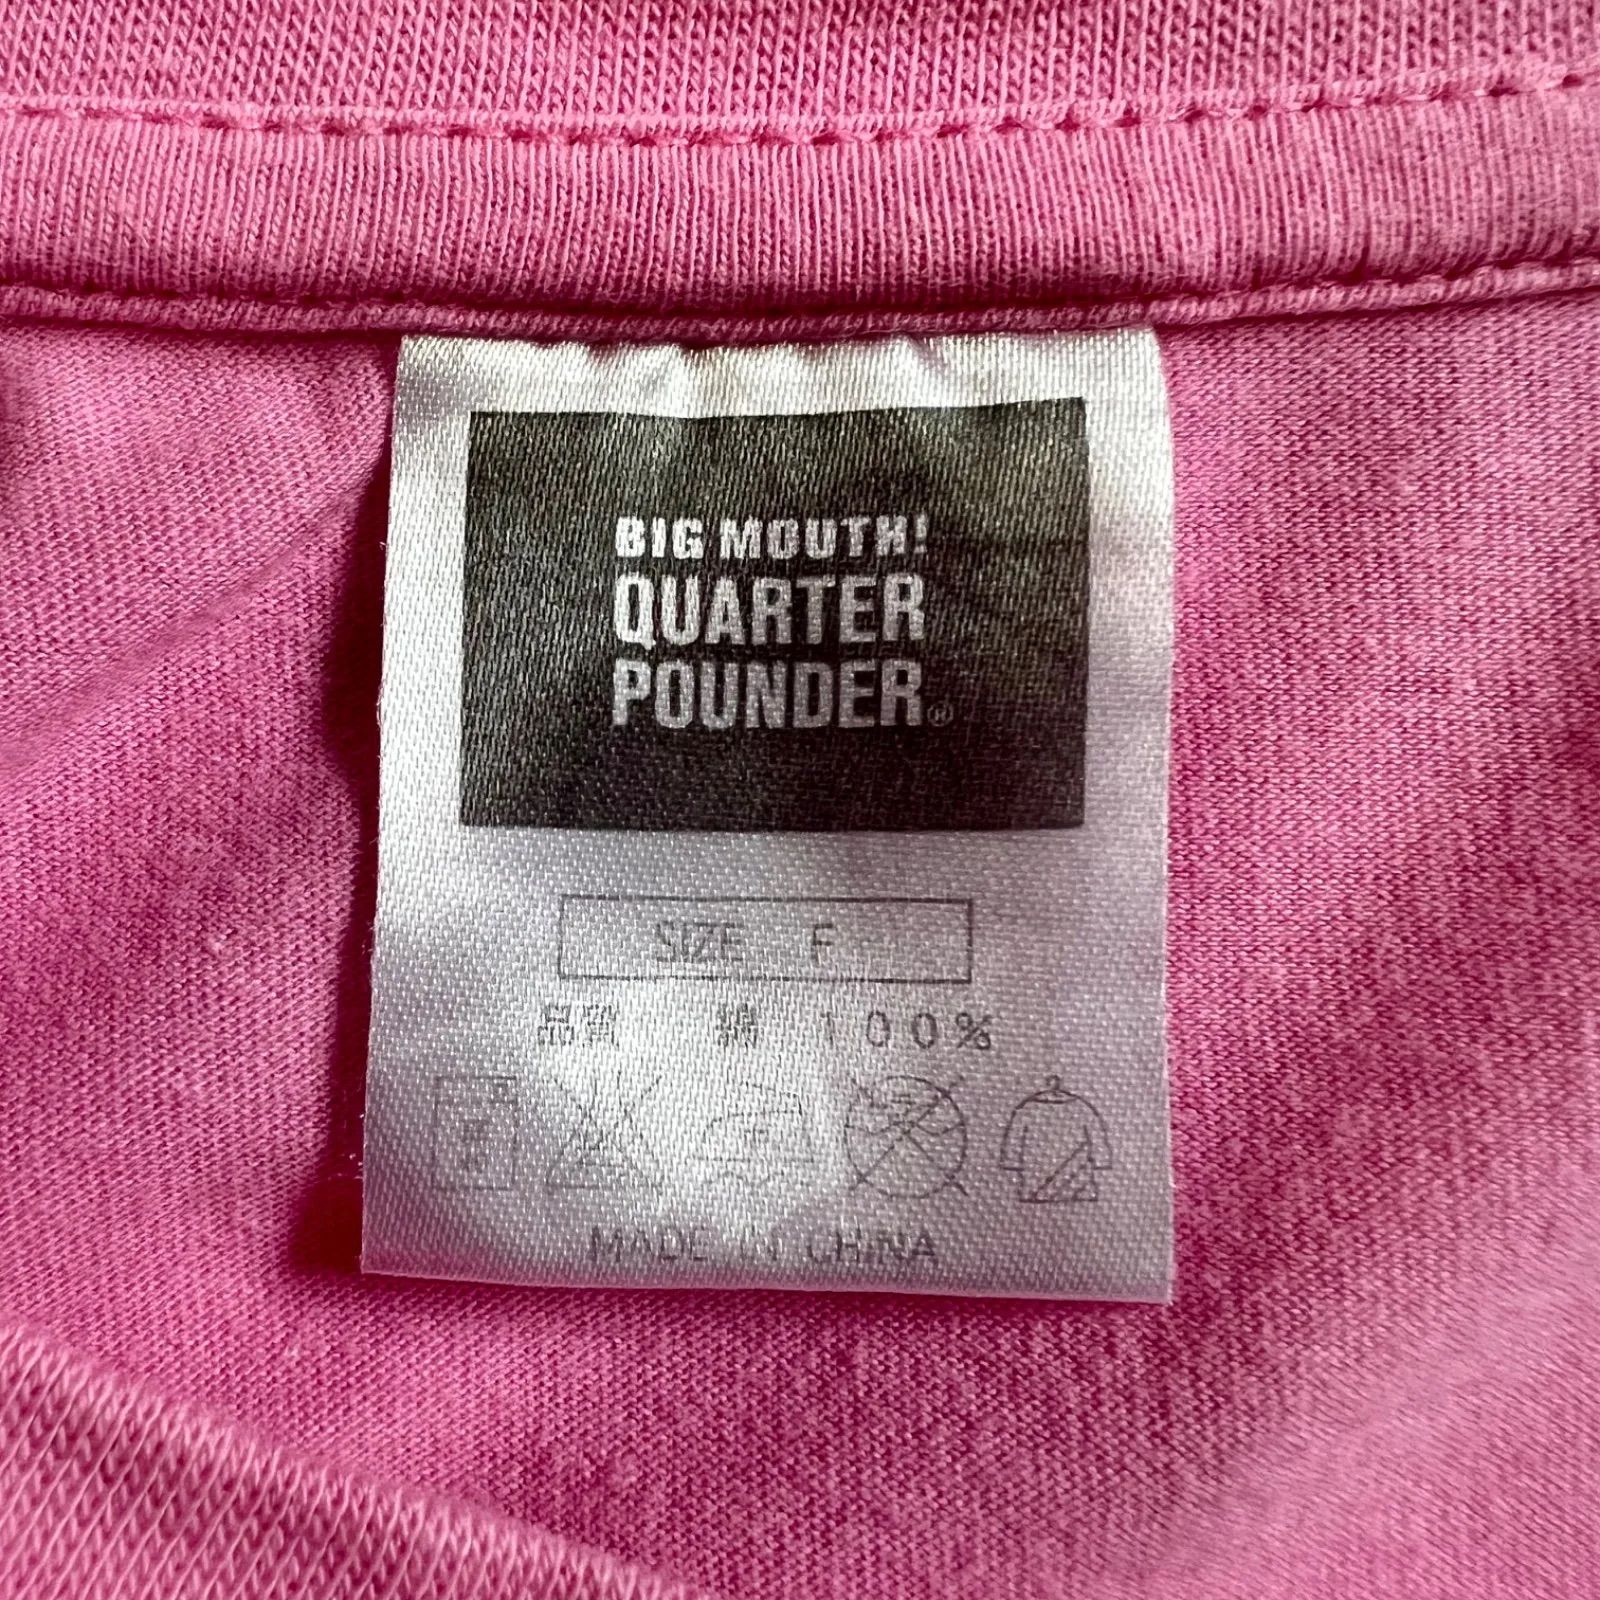 BIG MOUTH!
QUARTER
POUNDER®
SIZE F
品質 綿 100%
MADE IN CHINA